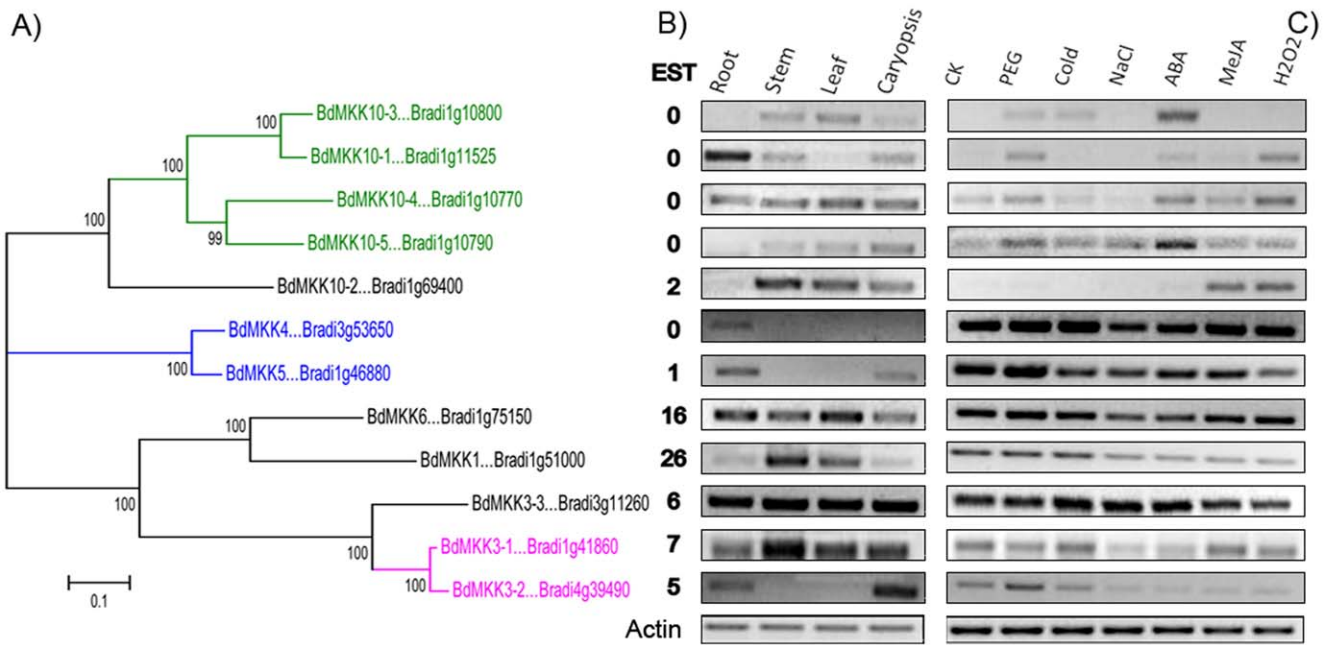 A)
B)
C)
EST
Root
Stem
Leaf
Caryopsis
CK
PEG
Cold
NaCl
ABA
MeJA
H2O2
100
BdMKK10-3...Bradi1g10800
0
100
BdMKK10-1...Bradi1g11525
0
100
BdMKK10-4...Bradi1g10770
0
99
BdMKK10-5...Bradi1g10790
0
BdMKK10-2...Bradi1g69400
2
BdMKK4...Bradi3g53650
0
100
BdMKK5...Bradi1g46880
1
100
BdMKK6...Bradi1g75150
16
BdMKK1...Bradi1g51000
26
100
BdMKK3-3...Bradi3g11260
6
100
BdMKK3-1...Bradi1g41860
7
100
BdMKK3-2...Bradi4g39490
5
0.1
Actin